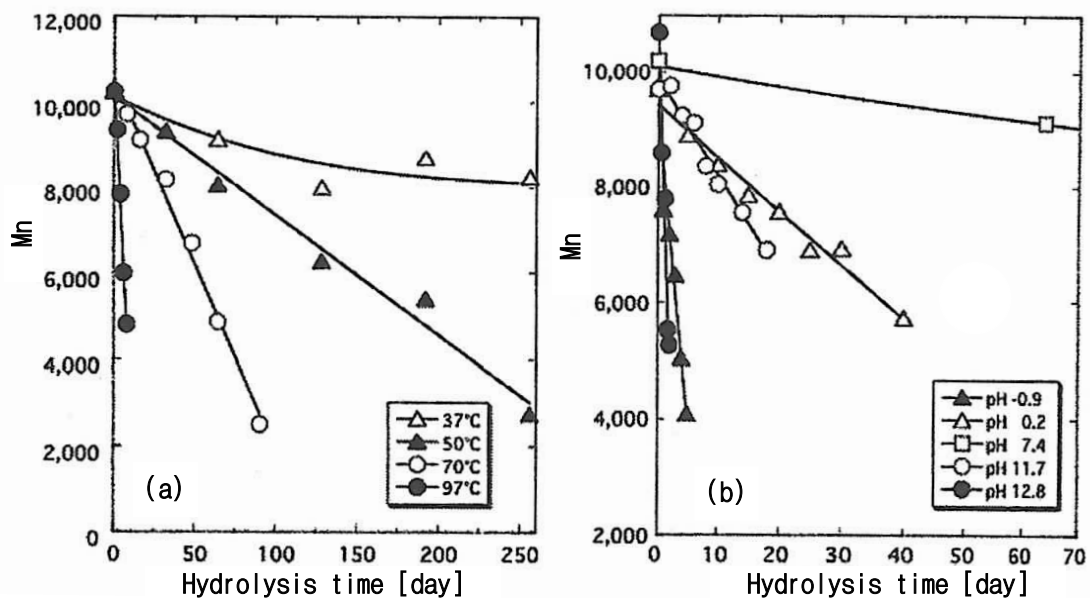 12,000
10,000
8,000
6,000
4,000
2,000
0
Mn
0 50 100 150 200 250
Hydrolysis time [day]
(a)
37°C
50°C
70°C
97°C
10,000
8,000
6,000
4,000
2,000
Mn
0 10 20 30 40 50 60 70
Hydrolysis time [day]
(b)
pH -0.9
pH 0.2
pH 7.4
pH 11.7
pH 12.8